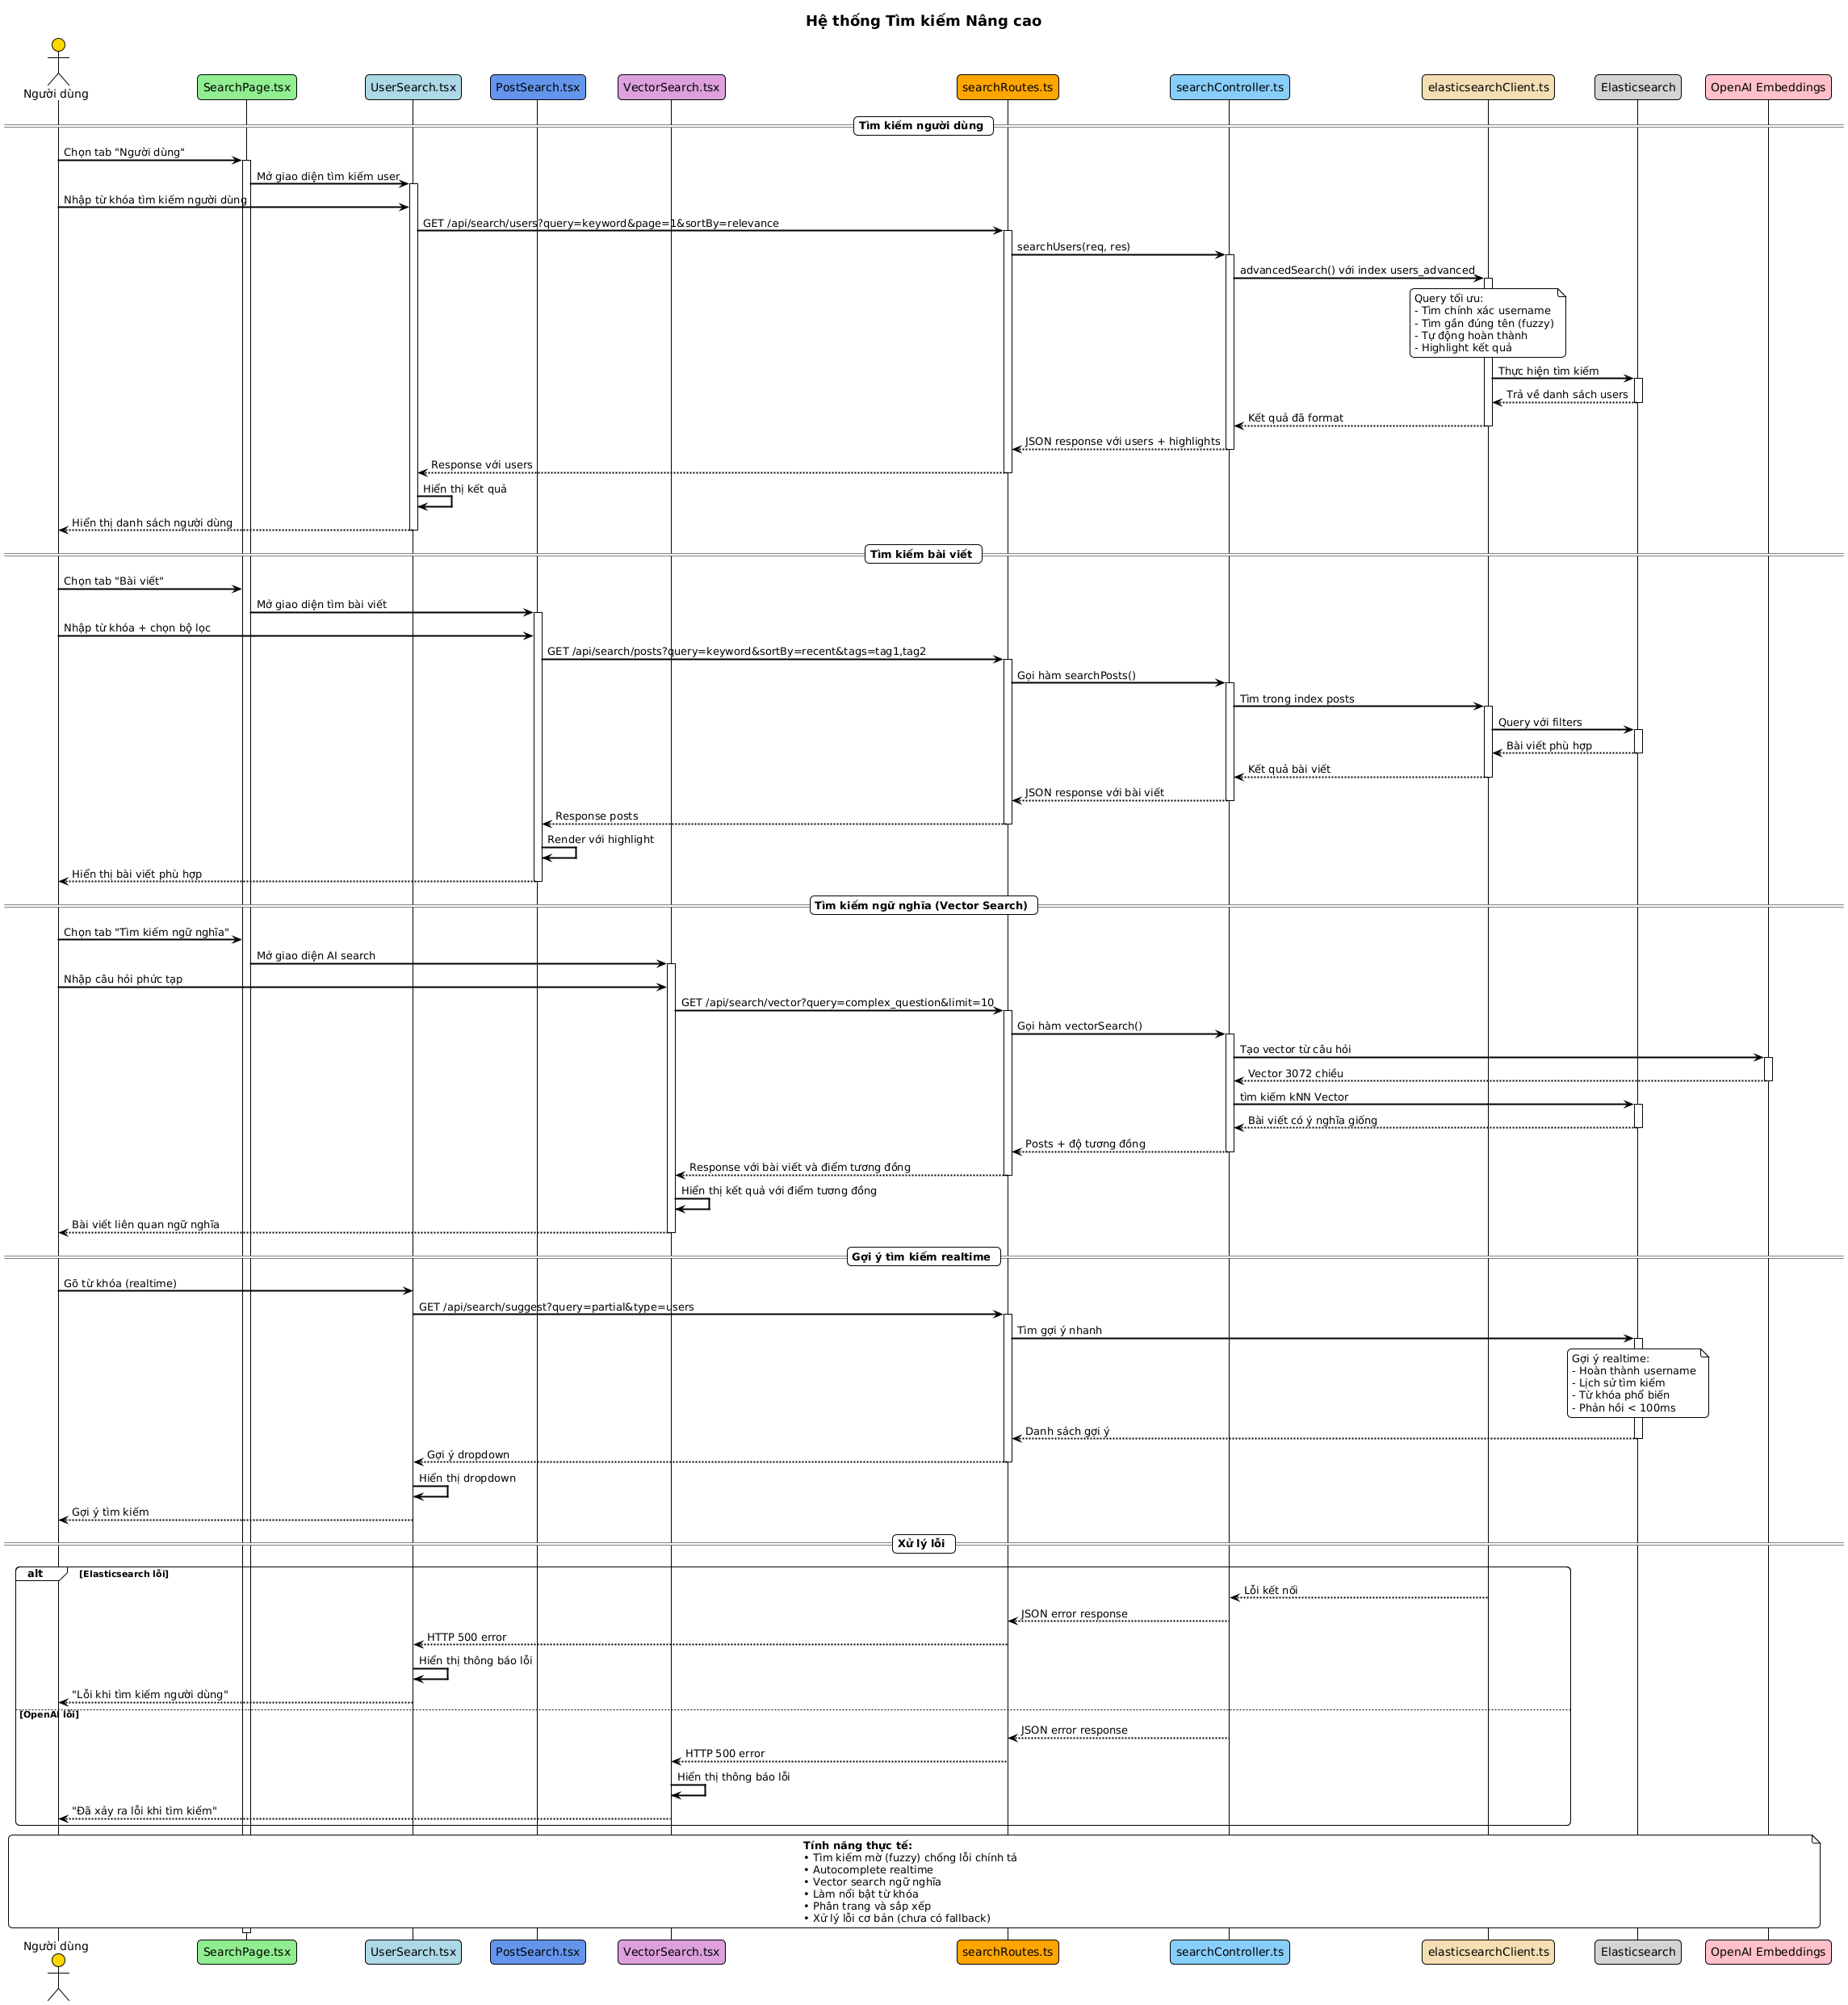 Hệ thống Tìm kiếm Nâng cao
Người dùng
SearchPage.tsx
UserSearch.tsx
PostSearch.tsx
VectorSearch.tsx
searchRoutes.ts
searchController.ts
elasticsearchClient.ts
Elasticsearch
OpenAI Embeddings
Tìm kiếm người dùng
Chọn tab "Người dùng"
Mở giao diện tìm kiếm user
Nhập từ khóa tìm kiếm người dùng
GET /api/search/users?query=keyword&page=1&sortBy=relevance
searchUsers(req, res)
advancedSearch() với index users_advanced
Query tối ưu:
- Tìm chính xác username
- Tìm gần đúng tên (fuzzy)
- Tự động hoàn thành
- Highlight kết quả
Thực hiện tìm kiếm
Trả về danh sách users
Kết quả đã format
JSON response với users + highlights
Response với users
Hiển thị kết quả
Hiển thị danh sách người dùng
Tìm kiếm bài viết
Chọn tab "Bài viết"
Mở giao diện tìm bài viết
Nhập từ khóa + chọn bộ lọc
GET /api/search/posts?query=keyword&sortBy=recent&tags=tag1,tag2
Gọi hàm searchPosts()
Tìm trong index posts
Query với filters
Bài viết phù hợp
Kết quả bài viết
JSON response với bài viết
Response posts
Render với highlight
Hiển thị bài viết phù hợp
Tìm kiếm ngữ nghĩa (Vector Search)
Chọn tab "Tìm kiếm ngữ nghĩa"
Mở giao diện AI search
Nhập câu hỏi phức tạp
GET /api/search/vector?query=complex_question&limit=10
Gọi hàm vectorSearch()
Tạo vector từ câu hỏi
Vector 3072 chiều
tìm kiếm kNN Vector
Bài viết có ý nghĩa giống
Posts + độ tương đồng
Response với bài viết và điểm tương đồng
Hiển thị kết quả với điểm tương đồng
Bài viết liên quan ngữ nghĩa
Gợi ý tìm kiếm realtime
Gõ từ khóa (realtime)
GET /api/search/suggest?query=partial&type=users
Tìm gợi ý nhanh
Gợi ý realtime:
- Hoàn thành username
- Lịch sử tìm kiếm
- Từ khóa phổ biến
- Phản hồi < 100ms
Danh sách gợi ý
Gợi ý dropdown
Hiển thị dropdown
Gợi ý tìm kiếm
Xử lý lỗi
alt [Elasticsearch lỗi]
Lỗi kết nối
JSON error response
HTTP 500 error
Hiển thị thông báo lỗi
"Lỗi khi tìm kiếm người dùng"
[OpenAI lỗi]
JSON error response
HTTP 500 error
Hiển thị thông báo lỗi
"Đã xảy ra lỗi khi tìm kiếm"
Tính năng thực tế:
• Tìm kiếm mờ (fuzzy) chống lỗi chính tả
• Autocomplete realtime
• Vector search ngữ nghĩa
• Làm nổi bật từ khóa
• Phân trang và sắp xếp
• Xử lý lỗi cơ bản (chưa có fallback)
Người dùng
SearchPage.tsx
UserSearch.tsx
PostSearch.tsx
VectorSearch.tsx
searchRoutes.ts
searchController.ts
elasticsearchClient.ts
Elasticsearch
OpenAI Embeddings